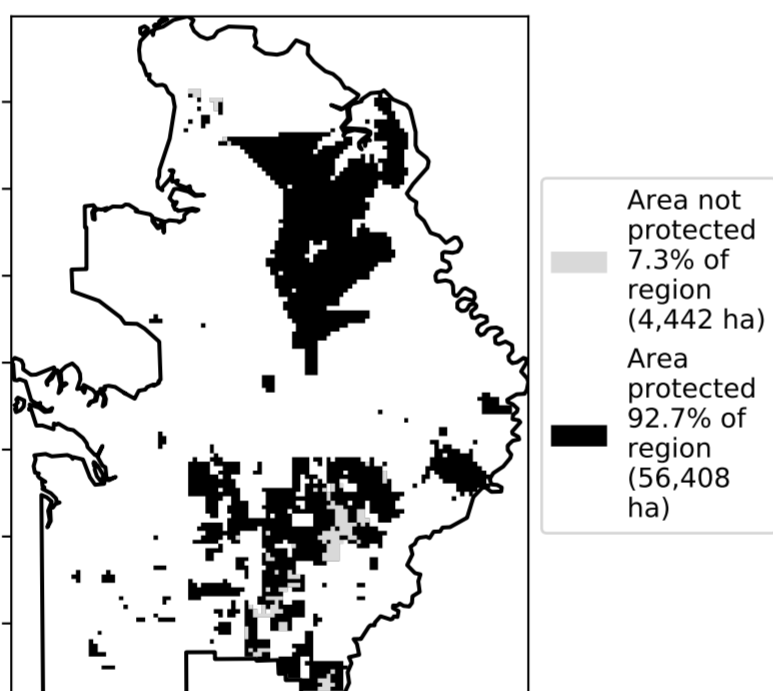 Area not
protected
7.3% of
region
(4,442 ha)
Area
protected
92.7% of
region
(56,408
ha)